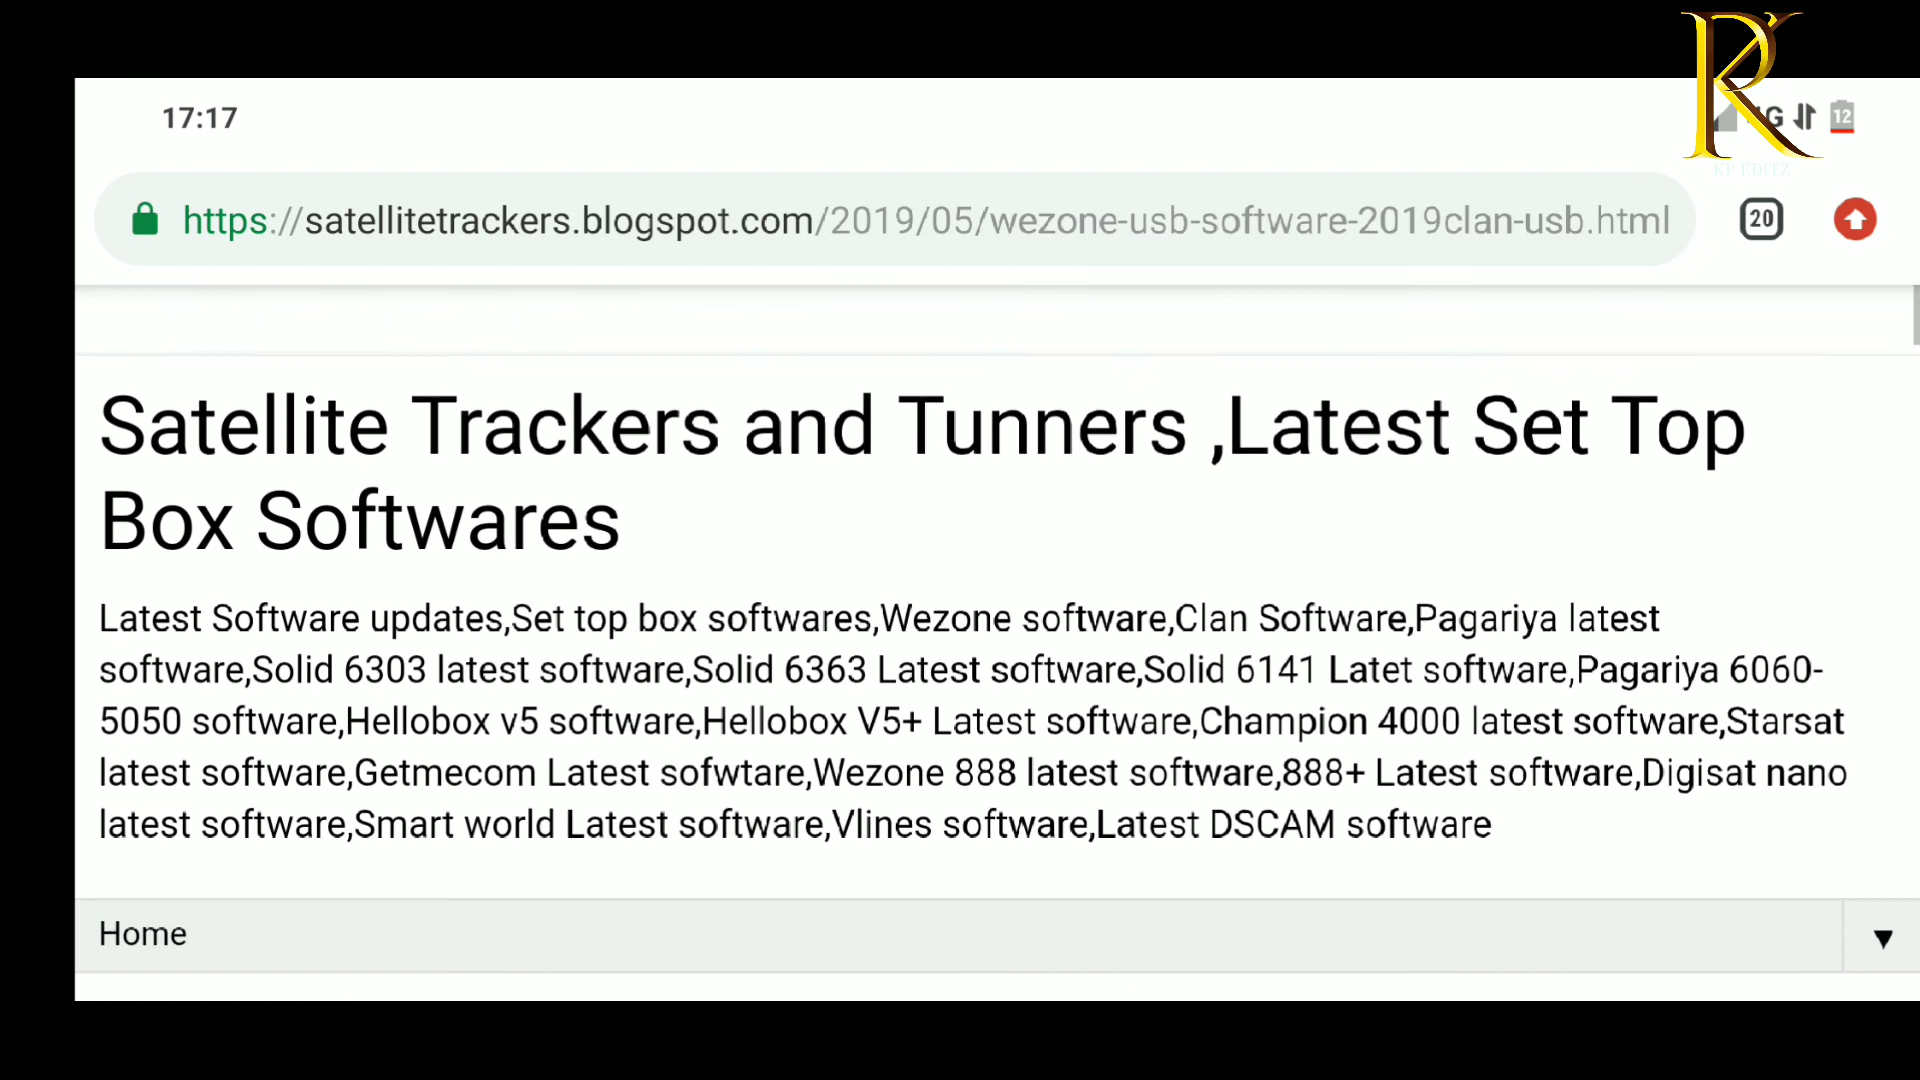 17:17
G
12
KP EDITZ
https://satellitetrackers.blogspot.com/2019/05/wezone-usb-software-2019clan-usb.html
20
Satellite Trackers and Tunners ,Latest Set Top
Box Softwares
Latest Software updates,Set top box softwares,Wezone software,Clan Software,Pagariya latest
software,Solid 6303 latest software,Solid 6363 Latest software,Solid 6141 Latet software,Pagariya 6060-
5050 software,Hellobox v5 software,Hellobox V5+ Latest software,Champion 4000 latest software,Starsat
latest software,Getmecom Latest sofwtare,Wezone 888 latest software,888+ Latest software,Digisat nano
latest software,Smart world Latest software,Vlines software,Latest DSCAM software
Home